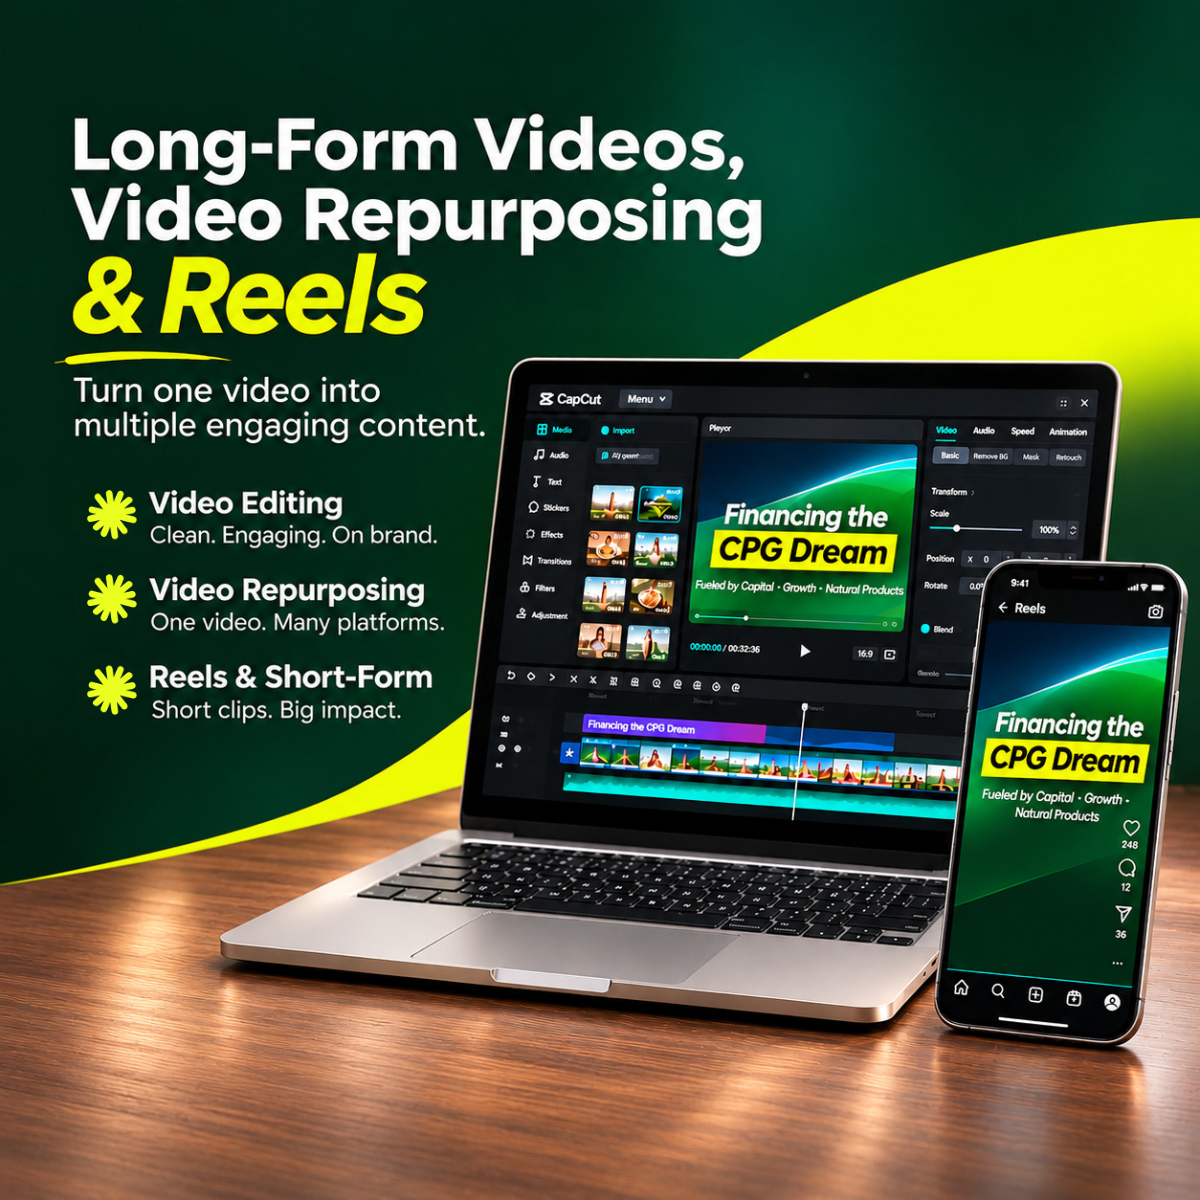 Long-Form Videos,
Video Repurposing
& Reels
Turn one video into
multiple engaging content.
Video Editing
Clean. Engaging. On brand.
Video Repurposing
One video. Many platforms.
Reels & Short-Form
Short clips. Big impact.
CapCut
Menu
Media
Audio
Text
Stickers
Effects
Transitions
Filters
Adjustment
Import
Pleyor
Financing the
CPG Dream
Fueled by Capital • Growth • Natural Products
00:00:00 / 00:32:36
16:9
Video Audio Speed Animation
Basic Remove BG Mask Retouch
Transform
Scale
100%
Position X 0
Rotate
Blend
Financing the CPG Dream
9:41
Reels
Financing the
CPG Dream
Fueled by Capital • Growth •
Natural Products
248
12
36